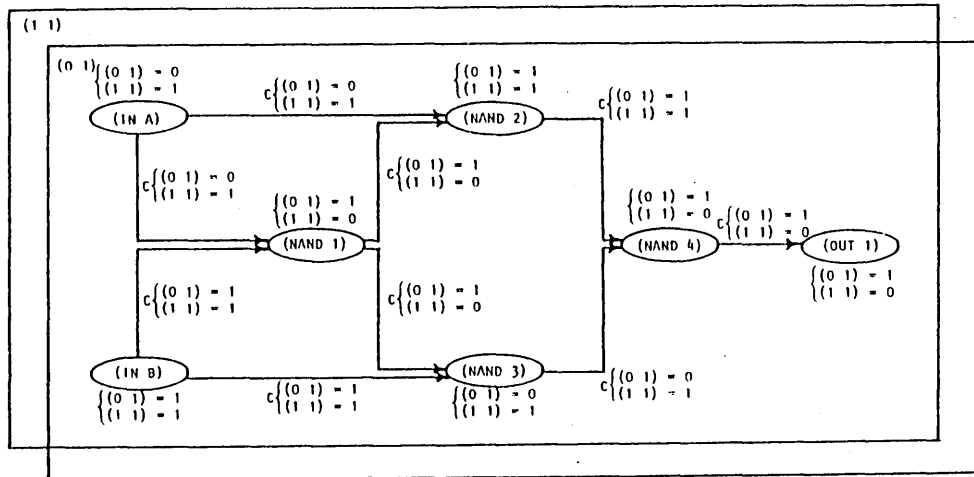 (1 1)
(0 1)
{(0 1) = 0
(1 1) = 1
(IN A)
C{(0 1) = 0
(1 1) = 1
{(0 1) = 1
(1 1) = 1
(NAND 2)
C{(0 1) = 1
(1 1) = 1
C{(0 1) = 0
(1 1) = 1
C{(0 1) = 1
(1 1) = 0
{(0 1) = 1
(1 1) = 0
(NAND 1)
{(0 1) = 1
(1 1) = 0
(NAND 4)
C{(0 1) = 1
(1 1) = 0
(OUT 1)
{(0 1) = 1
(1 1) = 0
C{(0 1) = 1
(1 1) = 1
C{(0 1) = 1
(1 1) = 0
(IN B)
{(0 1) = 1
(1 1) = 1
C{(0 1) = 1
(1 1) = 1
(NAND 3)
{(0 1) = 0
(1 1) = 1
C{(0 1) = 0
(1 1) = 1